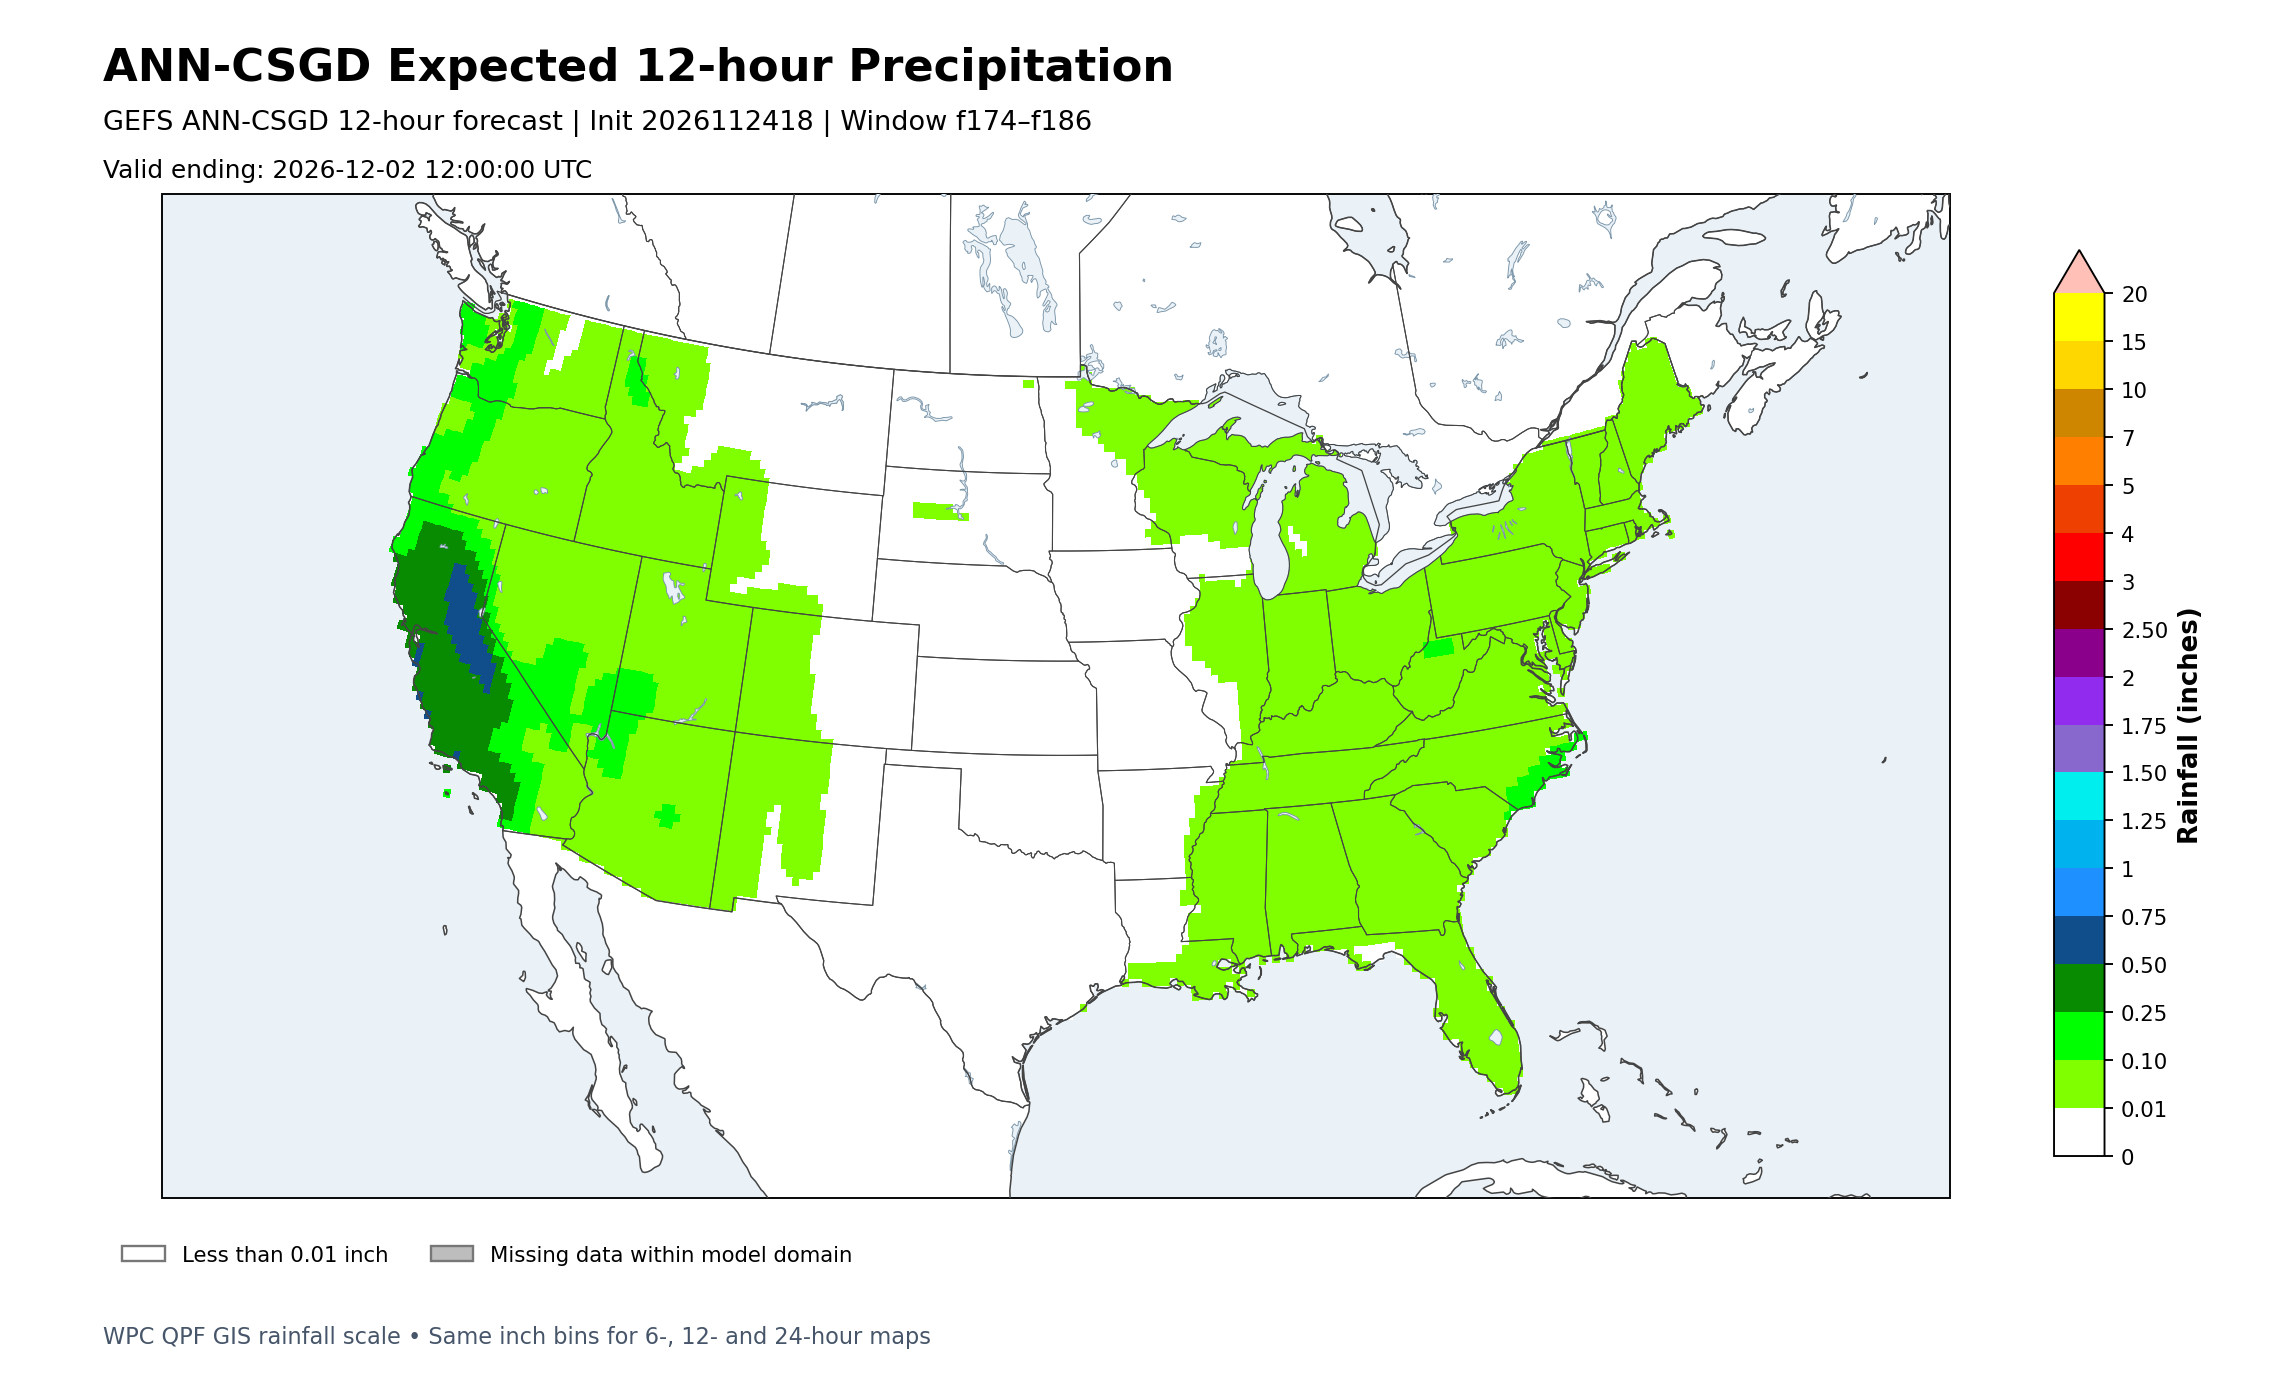 ANN-CSGD Expected 12-hour Precipitation
GEFS ANN-CSGD 12-hour forecast | Init 2026112418 | Window f174–f186
Valid ending: 2026-12-02 12:00:00 UTC
20
15
10
7
5
4
3
2.50
2
1.75
1.50
1.25
1
0.75
0.50
0.25
0.10
0.01
0
Rainfall (inches)
Less than 0.01 inch
Missing data within model domain
WPC QPF GIS rainfall scale • Same inch bins for 6-, 12- and 24-hour maps